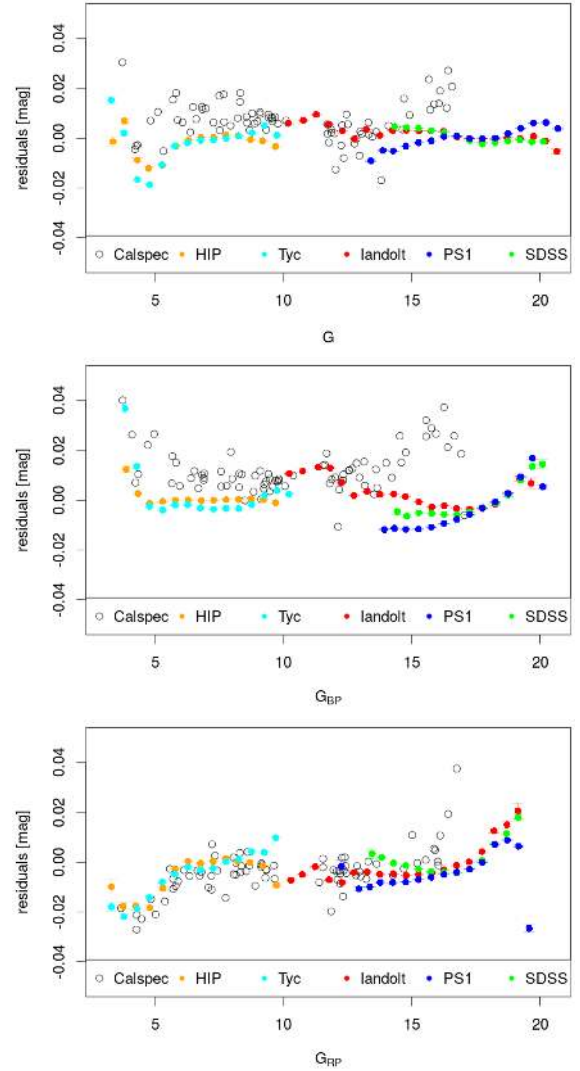 0.04
0.02
0.00
-0.02
-0.04
residuals [mag]
Calspec HIP Tyc landolt PS1 SDSS
5 10 15 20
G
0.04
0.02
0.00
-0.02
-0.04
residuals [mag]
Calspec HIP Tyc landolt PS1 SDSS
5 10 15 20
GBP
0.04
0.02
0.00
-0.02
-0.04
residuals [mag]
Calspec HIP Tyc landolt PS1 SDSS
5 10 15 20
GRP